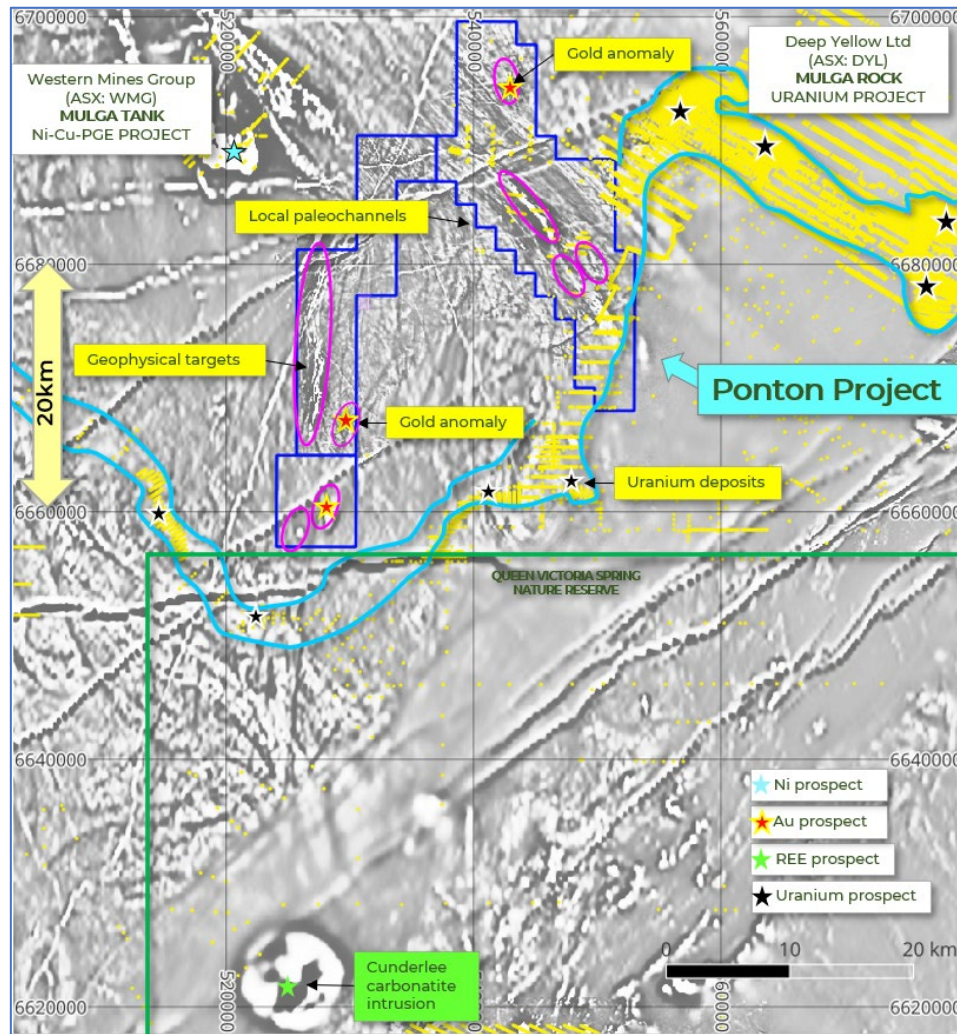 6700000
520000
540000
560000
6700000
Western Mines Group
(ASX: WMG)
MULGA TANK
Ni-Cu-PGE PROJECT
Gold anomaly
Deep Yellow Ltd
(ASX: DYL)
MULGA ROCK
URANIUM PROJECT
Local paleochannels
6680000
6680000
20km
Geophysical targets
Ponton Project
Gold anomaly
Uranium deposits
6660000
6660000
QUEEN VICTORIA SPRING
NATURE RESERVE
6640000
6640000
Ni prospect
Au prospect
REE prospect
Uranium prospect
Cunderlee
carbonatite
intrusion
0 10 20 km
6620000
520000
540000
560000
6620000